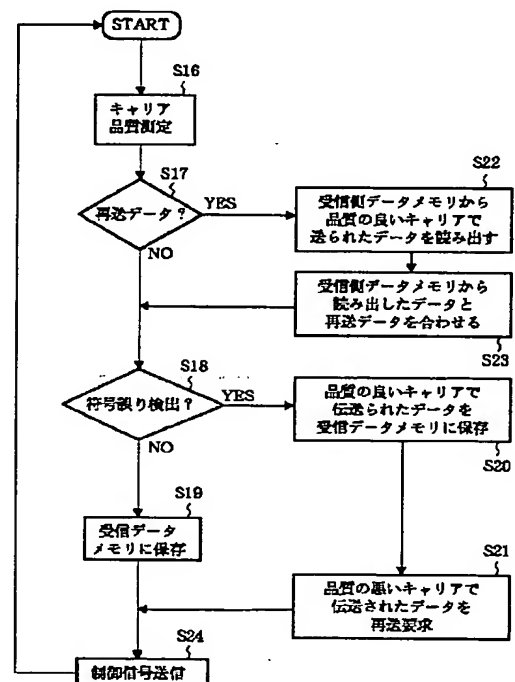 START
S16
キャリア
品質測定
S17
再送データ?
YES
NO
S22
受信側データメモリから
品質の良いキャリアで
送られたデータを読み出す
受信側データメモリから
読み出したデータと
再送データを合わせる
S23
S18
符号誤り検出?
YES
NO
品質の良いキャリアで
伝送られたデータを
受信データメモリに保存
S20
S19
受信データ
メモリに保存
S21
品質の悪いキャリアで
伝送されたデータを
再送要求
S24
制御信号送信